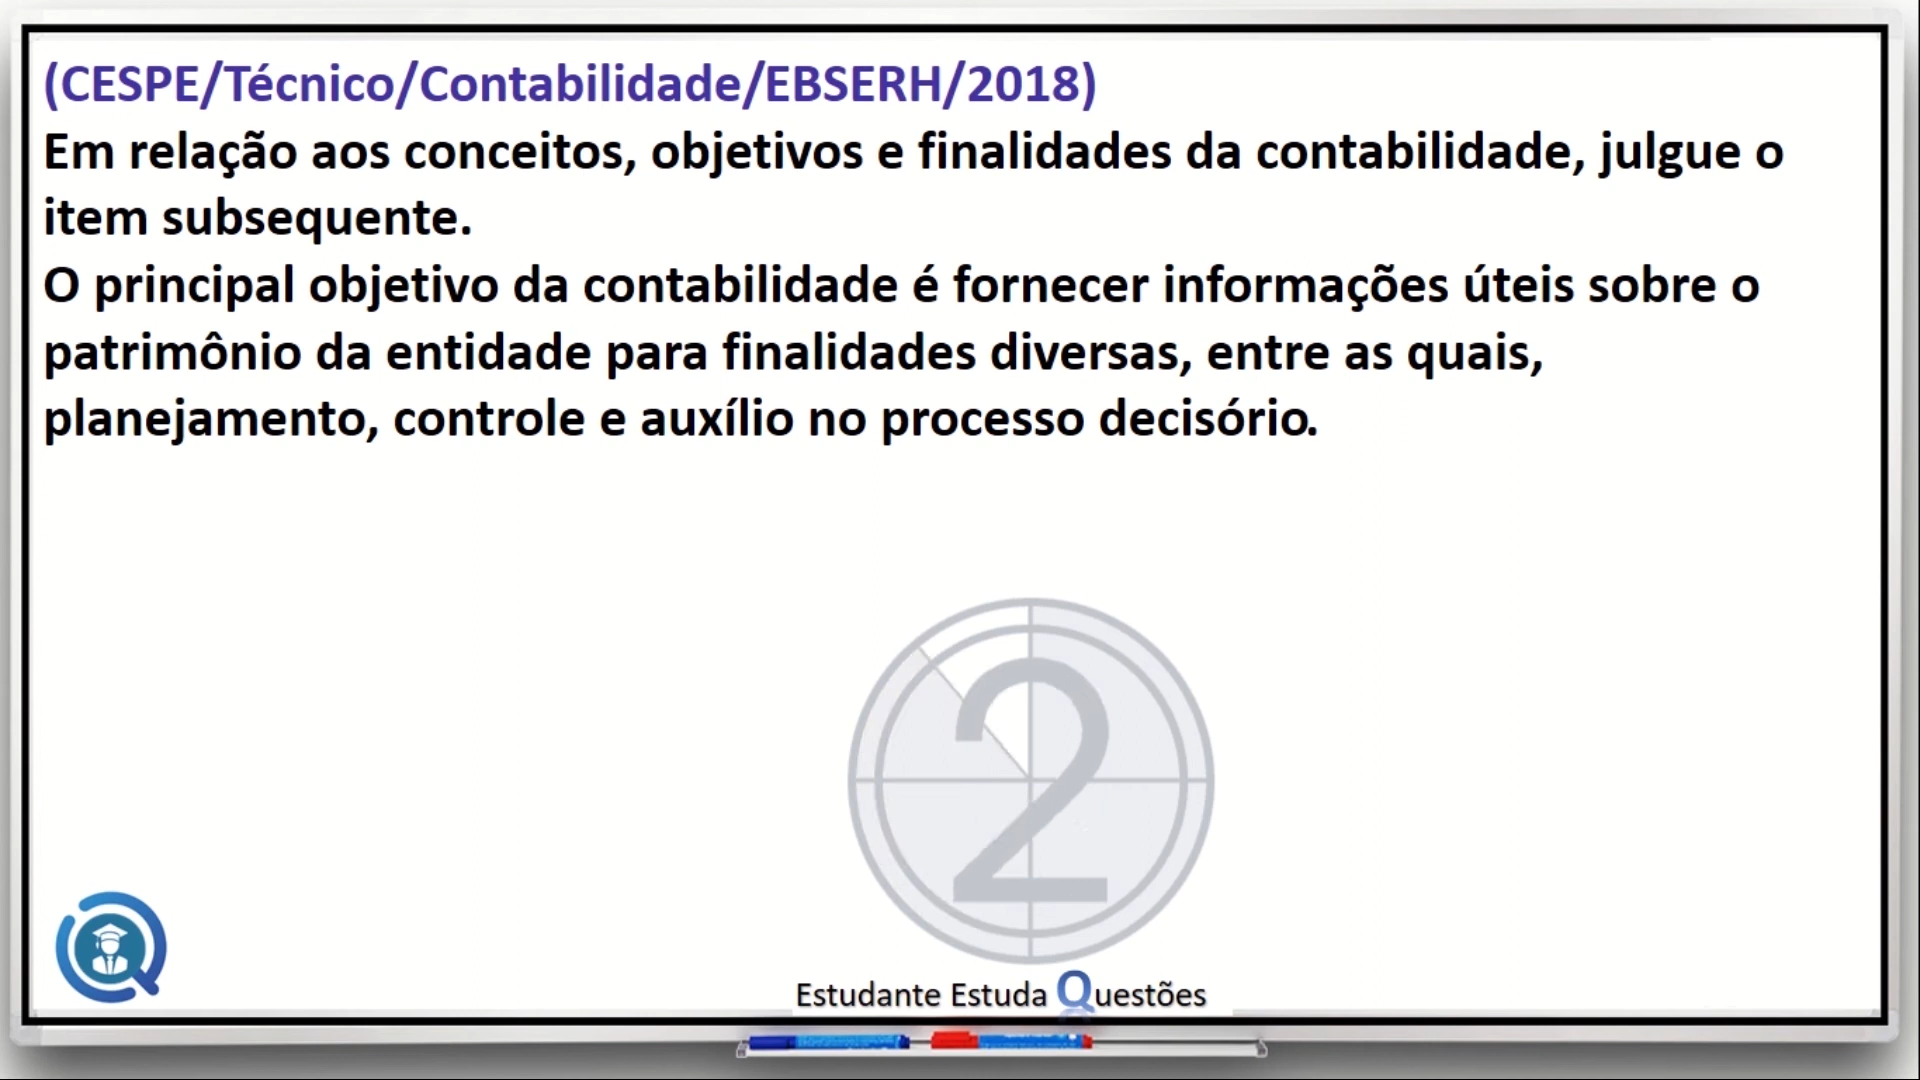 (CESPE/Técnico/Contabilidade/EBSERH/2018)
Em relação aos conceitos, objetivos e finalidades da contabilidade, julgue o
item subsequente.
O principal objetivo da contabilidade é fornecer informações úteis sobre o
patrimônio da entidade para finalidades diversas, entre as quais,
planejamento, controle e auxílio no processo decisório.
2
Estudante Estuda Questões